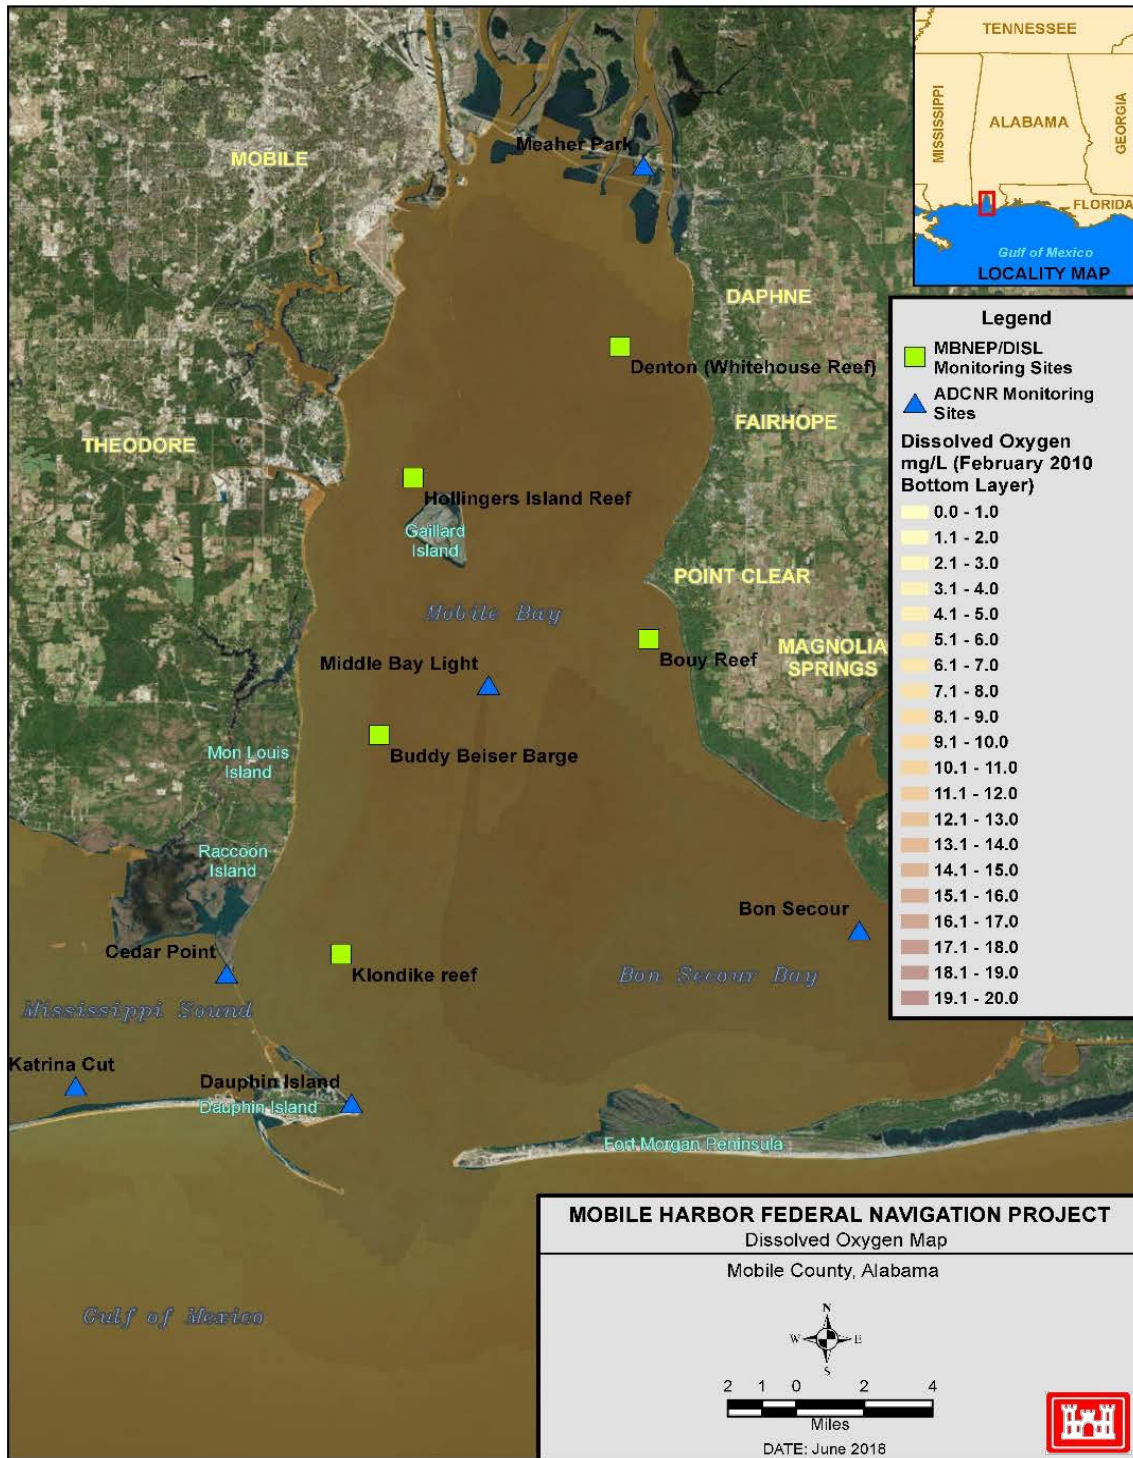 TENNESSEE
MISSISSIPPI
ALABAMA
GEORGIA
FLORIDA
Gulf of Mexico
LOCALITY MAP
Meaher Park
MOBILE
DAPHNE
Denton (Whitehouse Reef)
FAIRHOPE
THEODORE
Hollingers Island Reef
Gaillard
Island
POINT CLEAR
Mobile Bay
MAGNOLIA
SPRINGS
Middle Bay Light
Bouy Reef
Buddy Beiser Barge
Mon Louis
Island
Raccoon
Island
Bon Secour
Cedar Point
Klondike reef
Bon Secour Bay
Mississippi Sound
Katrina Cut
Dauphin Island
Dauphin Island
Fort Morgan Peninsula
Gulf of Mexico
Legend
MBNEP/DISL
Monitoring Sites
ADCNR Monitoring
Sites
Dissolved Oxygen
mg/L (February 2010
Bottom Layer)
0.0 - 1.0
1.1 - 2.0
2.1 - 3.0
3.1 - 4.0
4.1 - 5.0
5.1 - 6.0
6.1 - 7.0
7.1 - 8.0
8.1 - 9.0
9.1 - 10.0
10.1 - 11.0
11.1 - 12.0
12.1 - 13.0
13.1 - 14.0
14.1 - 15.0
15.1 - 16.0
16.1 - 17.0
17.1 - 18.0
18.1 - 19.0
19.1 - 20.0
MOBILE HARBOR FEDERAL NAVIGATION PROJECT
Dissolved Oxygen Map
Mobile County, Alabama
N
W E
S
2 1 0 2 4
Miles
DATE: June 2018